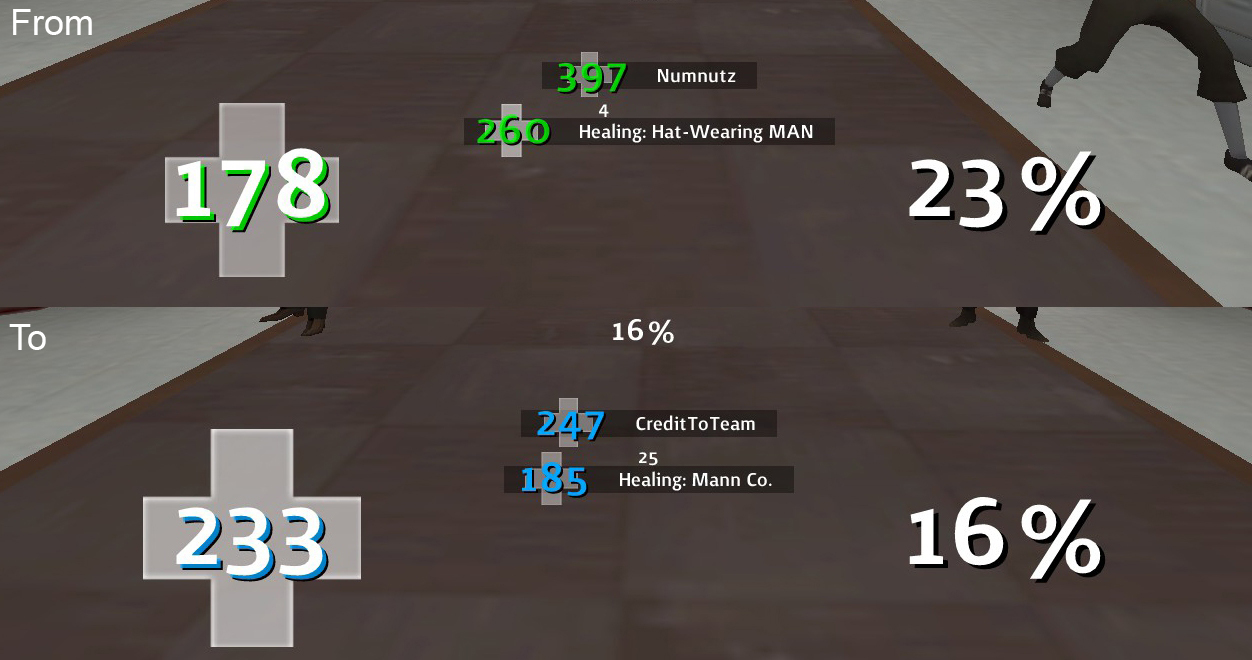 From
397 Numnutz
4
260 Healing: Hat-Wearing MAN
178
23%
To
16%
247 CreditToTeam
25
185 Healing: Mann Co.
233
16%